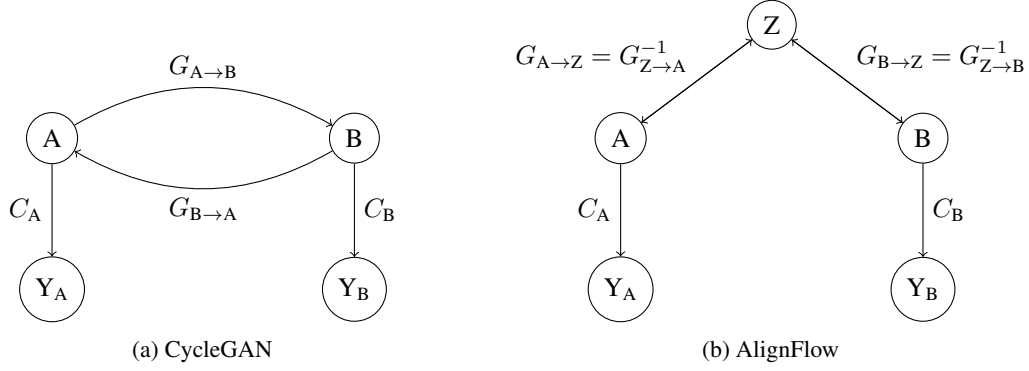 Z
G_{A→Z} = G^{-1}_{Z→A}
G_{B→Z} = G^{-1}_{Z→B}
G_{A→B}
A
B
A
B
G_{B→A}
C_A
C_B
C_A
C_B
Y_A
Y_B
Y_A
Y_B
(a) CycleGAN
(b) AlignFlow